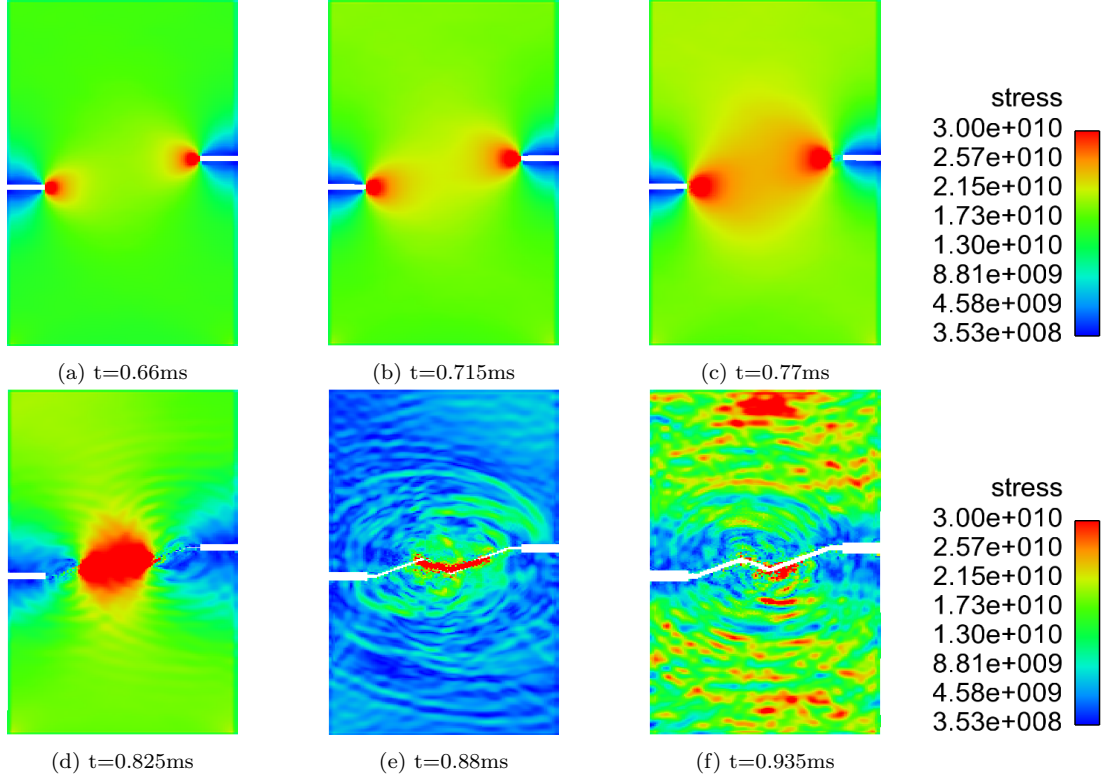 stress
3.00e+010
2.57e+010
2.15e+010
1.73e+010
1.30e+010
8.81e+009
4.58e+009
3.53e+008
(a) t=0.66ms
(b) t=0.715ms
(c) t=0.77ms
stress
3.00e+010
2.57e+010
2.15e+010
1.73e+010
1.30e+010
8.81e+009
4.58e+009
3.53e+008
(d) t=0.825ms
(e) t=0.88ms
(f) t=0.935ms